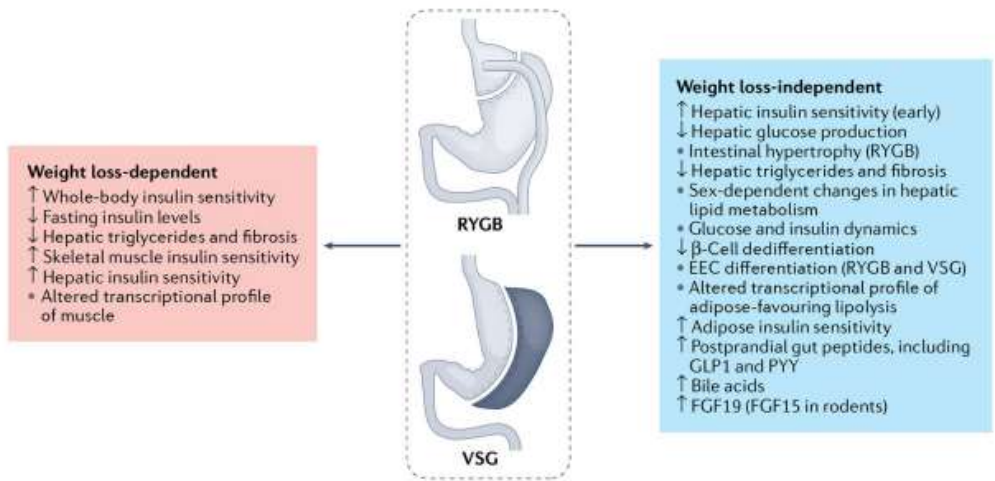 Weight loss-dependent
↑ Whole-body insulin sensitivity
↓ Fasting insulin levels
↓ Hepatic triglycerides and fibrosis
↑ Skeletal muscle insulin sensitivity
↑ Hepatic insulin sensitivity
• Altered transcriptional profile
of muscle
RYGB
VSG
Weight loss-independent
↑ Hepatic insulin sensitivity (early)
↓ Hepatic glucose production
• Intestinal hypertrophy (RYGB)
↓ Hepatic triglycerides and fibrosis
• Sex-dependent changes in hepatic
lipid metabolism
• Glucose and insulin dynamics
↓ β-Cell dedifferentiation
• EEC differentiation (RYGB and VSG)
• Altered transcriptional profile of
adipose-favouring lipolysis
↑ Adipose insulin sensitivity
↑ Postprandial gut peptides, including
GLP1 and PYY
↑ Bile acids
↑ FGF19 (FGF15 in rodents)